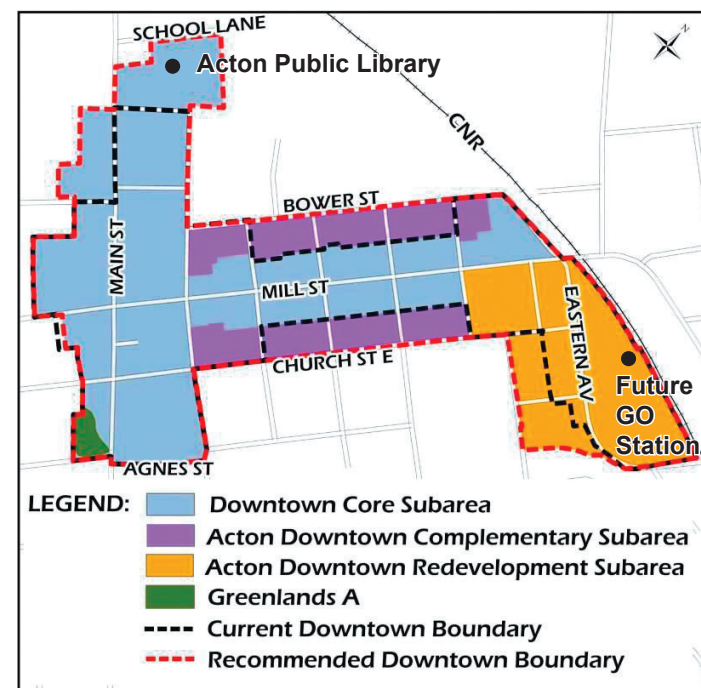 SCHOOL LANE
N
Acton Public Library
CNR
BOWER ST
MAIN ST
MILL ST
EASTERN AV
CHURCH ST E
Future
GO
Station
AGNES ST
LEGEND:
Downtown Core Subarea
Acton Downtown Complementary Subarea
Acton Downtown Redevelopment Subarea
Greenlands A
Current Downtown Boundary
Recommended Downtown Boundary